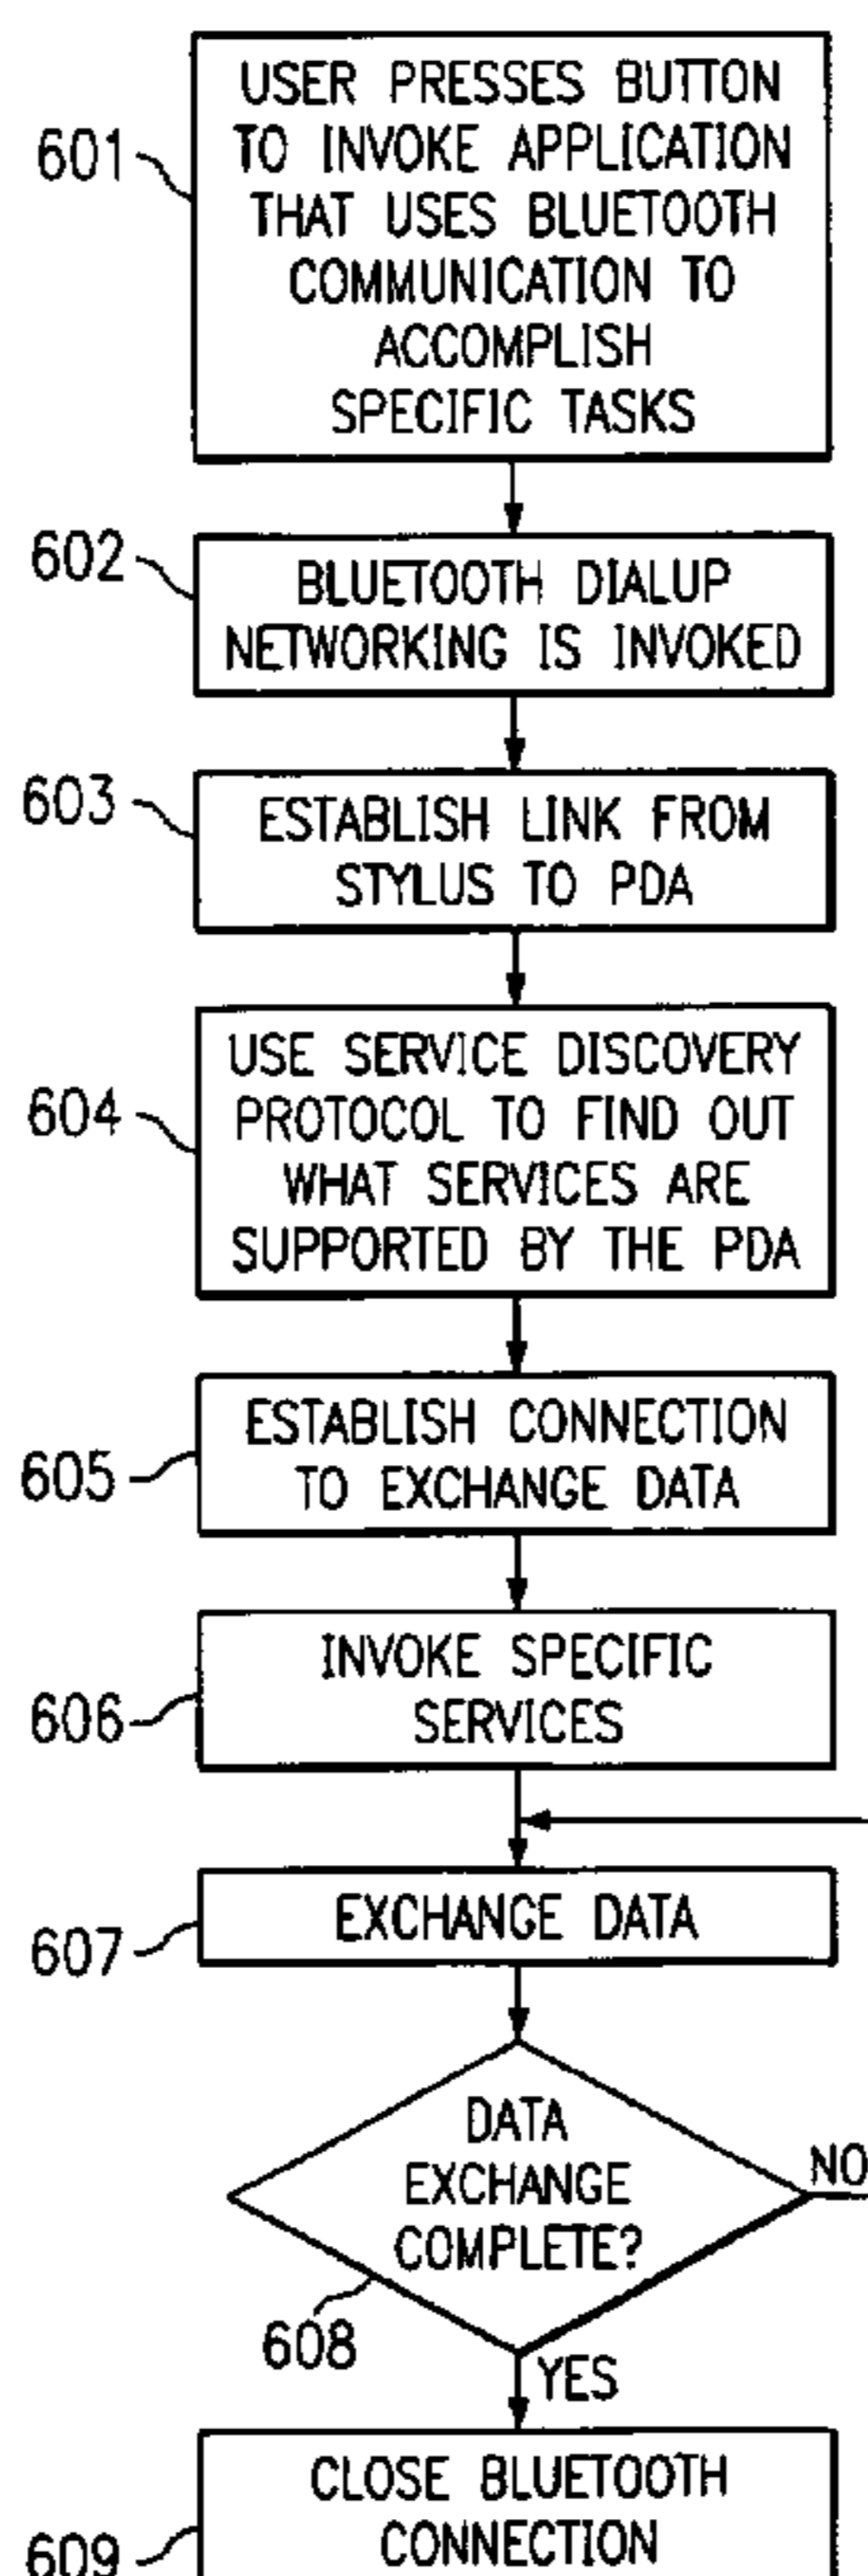 601
USER PRESSES BUTTON
TO INVOKE APPLICATION
THAT USES BLUETOOTH
COMMUNICATION TO
ACCOMPLISH
SPECIFIC TASKS
602
BLUETOOTH DIALUP
NETWORKING IS INVOKED
603
ESTABLISH LINK FROM
STYLUS TO PDA
604
USE SERVICE DISCOVERY
PROTOCOL TO FIND OUT
WHAT SERVICES ARE
SUPPORTED BY THE PDA
605
ESTABLISH CONNECTION
TO EXCHANGE DATA
606
INVOKE SPECIFIC
SERVICES
607
EXCHANGE DATA
DATA
EXCHANGE
COMPLETE?
NO
608
YES
CLOSE BLUETOOTH
CONNECTION
609